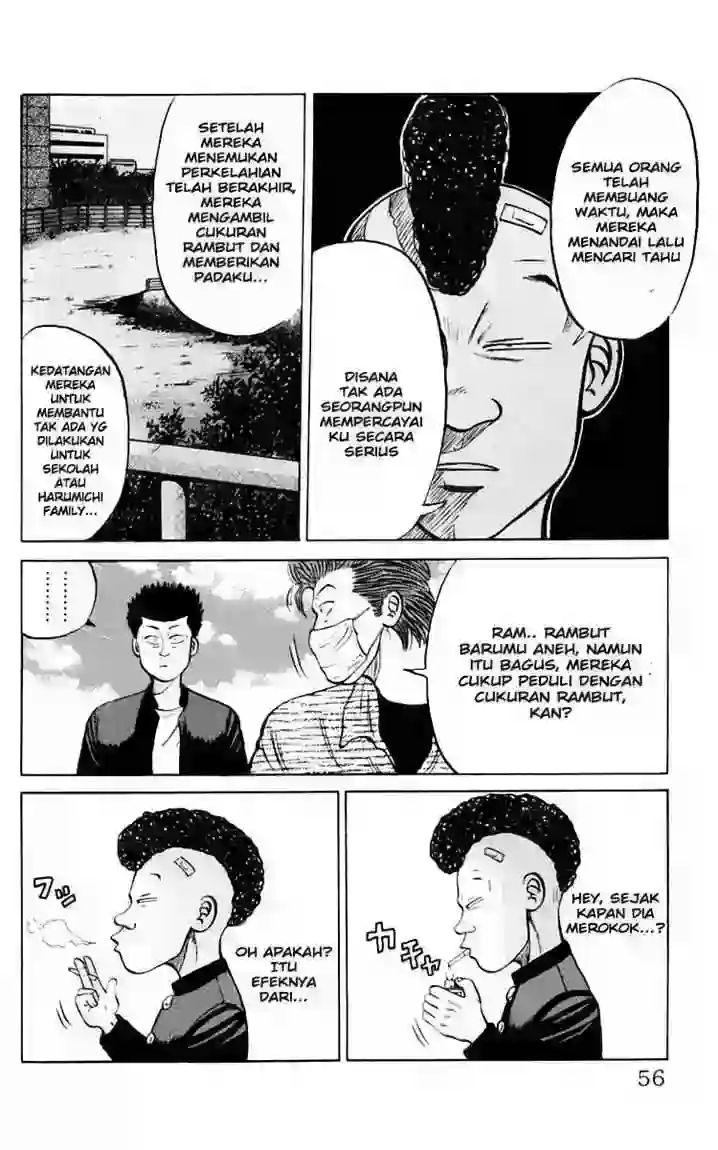 SEMUA ORANG
TELAH
MEMBUANG
WAKTU, MAKA
MEREKA
MENANDAI LALU
MENCARI TAHU
DISANA
TAK ADA
SEORANGPUN
MEMPERCAYAI
KU SECARA
SERIUS
SETELAH
MEREKA
MENEMUKAN
PERKELAHIAN
TELAH BERAKHIR,
MEREKA
MENGAMBIL
CUKURAN
RAMBUT DAN
MEMBERIKAN
PADAKU...
KEDATANGAN
MEREKA
UNTUK
MEMBANTU
TAK ADA YG
DILAKUKAN
UNTUK
SEKOLAH
ATAU
HARUMICHI
FAMILY...
RAM.. RAMBUT
BARUMU ANEH, NAMUN
ITU BAGUS, MEREKA
CUKUP PEDULI DENGAN
CUKURAN RAMBUT,
KAN?
......
......
HEY, SEJAK
KAPAN DIA
MEROKOK...?
カチャ
フゥ
OH APAKAH?
ITU
EFEKNYA
DARI...
56